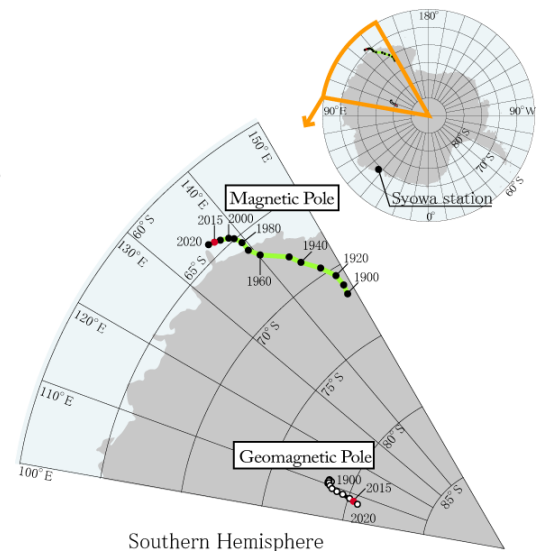 180°
90°E
90°W
80°S
70°S
60°S
Syowa station
0°
150°E
140°E
Magnetic Pole
60°S
2015
2000
1980
130°E
2020
1940
65°S
1920
1960
1900
120°E
70°S
75°S
110°E
80°S
Geomagnetic Pole
100°E
1900
2015
85°S
2020
Southern Hemisphere